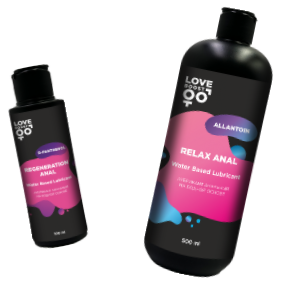 LOVE
BOOST
D-PANTHENOL
REGENERATION
ANAL
Water Based Lubricant
100 ml
LOVE
BOOST
ALLANTOIN
RELAX ANAL
Water Based Lubricant
500 ml